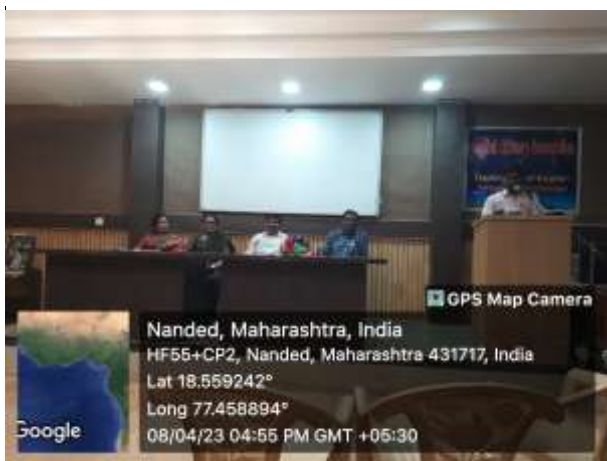 GPS Map Camera
Nanded, Maharashtra, India
HF55+CP2, Nanded, Maharashtra 431717, India
Lat 18.559242°
Long 77.458894°
Google
08/04/23 04:55 PM GMT +05:30